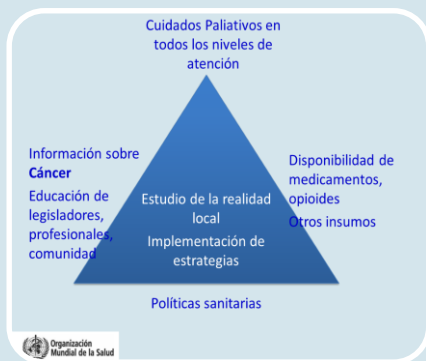 Cuidados Paliativos en
todos los niveles de
atención
Información sobre
Cáncer
Educación de
legisladores,
profesionales,
comunidad
Estudio de la realidad
local
Implementación de
estrategias
Disponibilidad de
medicamentos,
opioides
Otros insumos
Políticas sanitarias
Organización
Mundial de la Salud